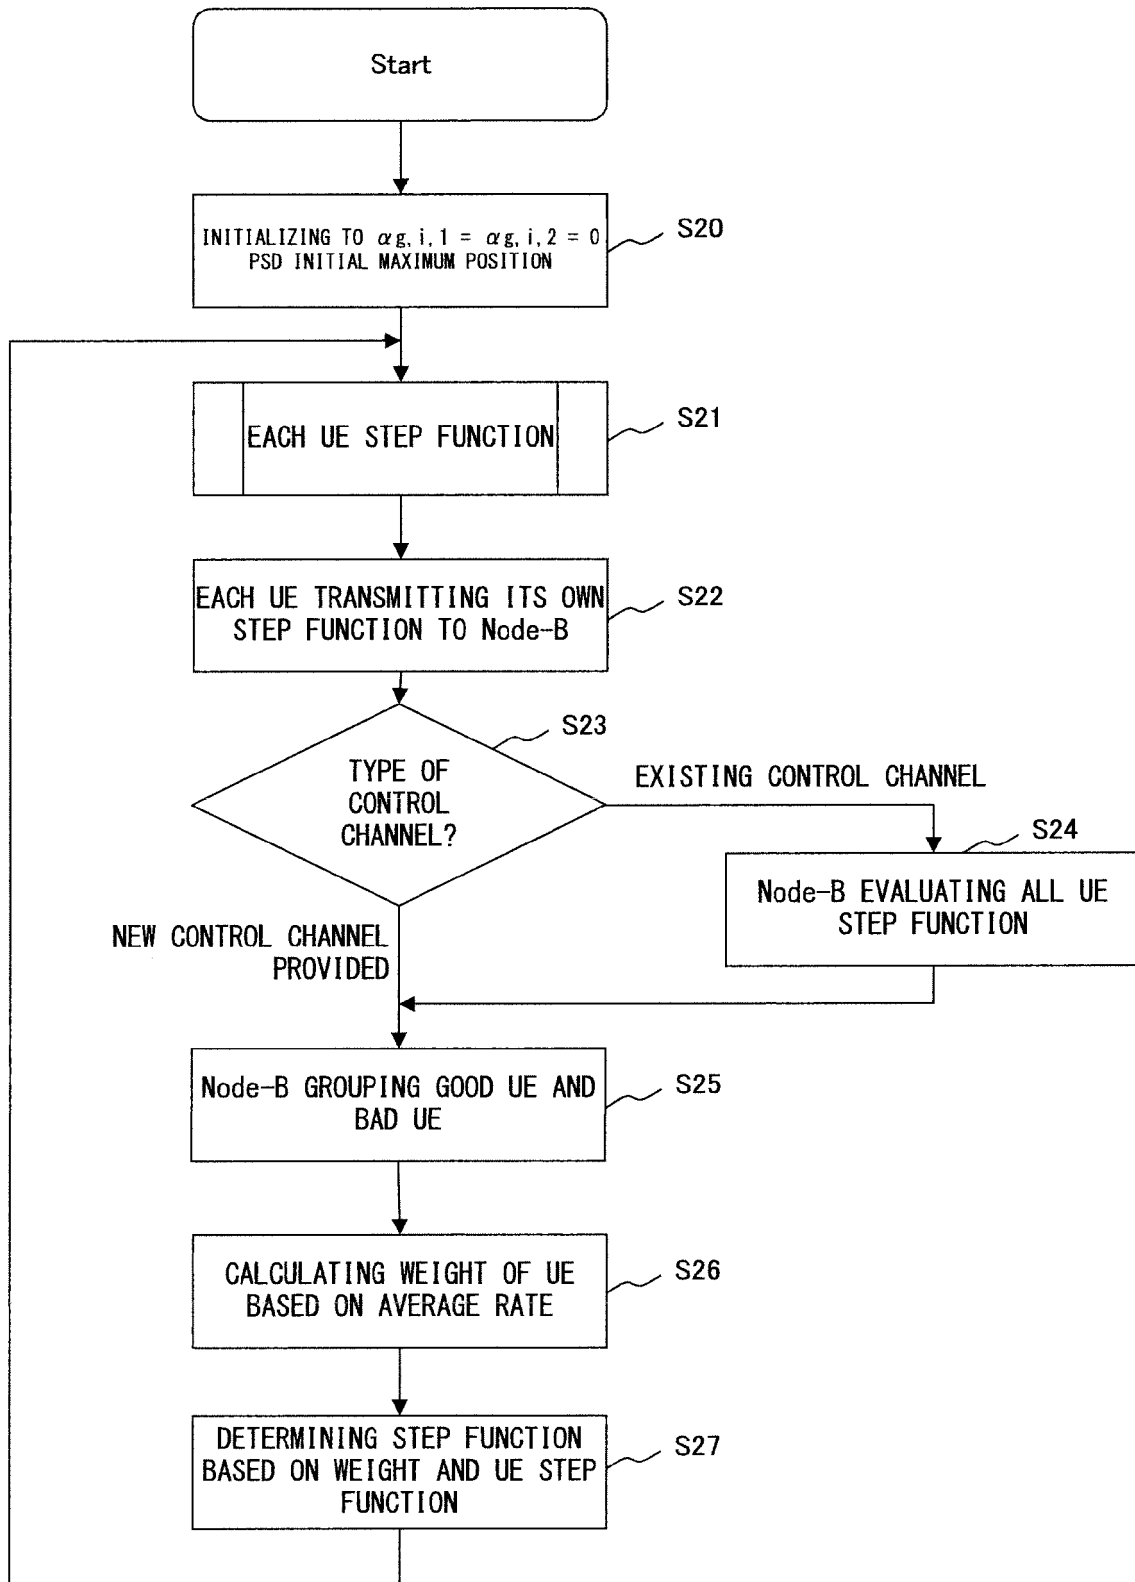 Start
INITIALIZING TO αg,i,1 = αg,i,2 = 0
PSD INITIAL MAXIMUM POSITION
S20
EACH UE STEP FUNCTION
S21
EACH UE TRANSMITTING ITS OWN
STEP FUNCTION TO Node-B
S22
TYPE OF
CONTROL
CHANNEL?
S23
EXISTING CONTROL CHANNEL
S24
Node-B EVALUATING ALL UE
STEP FUNCTION
NEW CONTROL CHANNEL
PROVIDED
Node-B GROUPING GOOD UE AND
BAD UE
S25
CALCULATING WEIGHT OF UE
BASED ON AVERAGE RATE
S26
DETERMINING STEP FUNCTION
BASED ON WEIGHT AND UE STEP
FUNCTION
S27